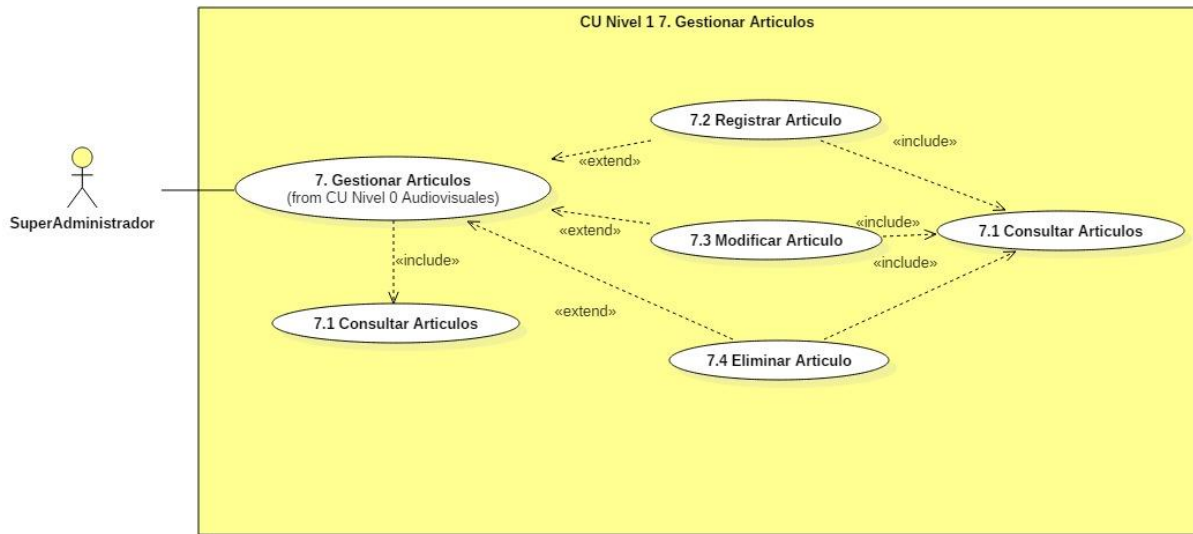 CU Nivel 1 7. Gestionar Articulos
7.2 Registrar Articulo
«include»
«extend»
7. Gestionar Articulos
(from CU Nivel 0 Audiovisuales)
SuperAdministrador
«extend»
7.3 Modificar Articulo
«include»
7.1 Consultar Articulos
«include»
«include»
«extend»
7.1 Consultar Articulos
7.4 Eliminar Articulo